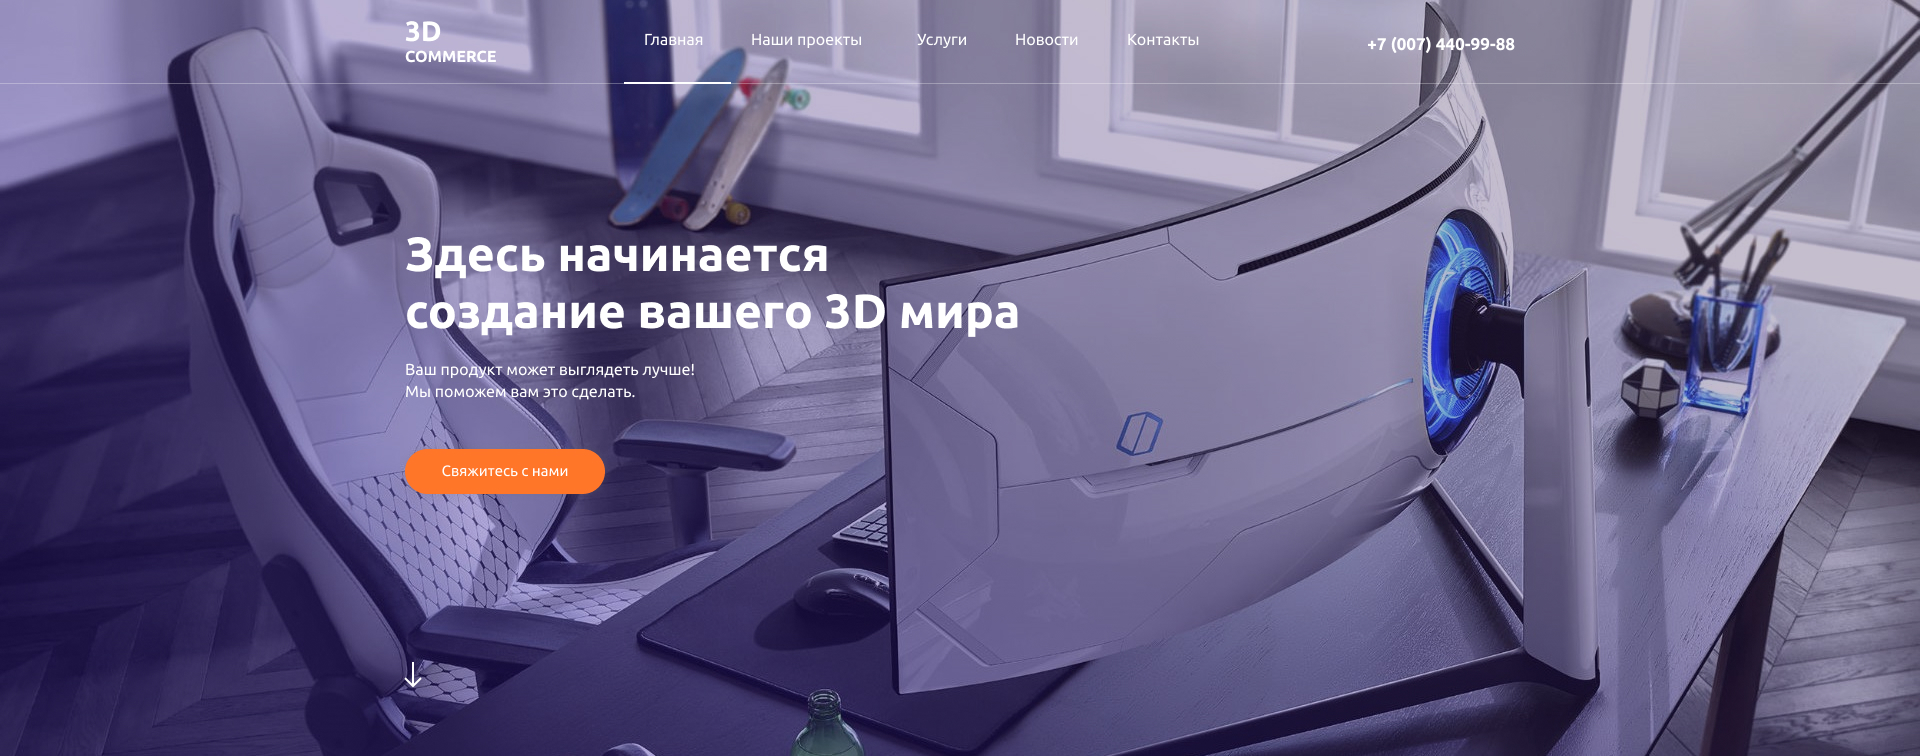 3D
COMMERCE
Главная
Наши проекты
Услуги
Новости
Контакты
+7 (007) 440-99-88
Здесь начинается
создание вашего 3D мира
Ваш продукт может выглядеть лучше!
Мы поможем вам это сделать.
Свяжитесь с нами